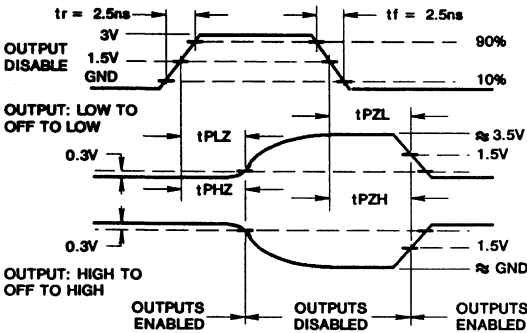 tr = 2.5ns
tf = 2.5ns
3V
90%
OUTPUT
DISABLE
1.5V
GND
10%
OUTPUT: LOW TO
OFF TO LOW
tPLZ
tPZL
≈ 3.5V
0.3V
1.5V
tPHZ
tPZH
0.3V
1.5V
OUTPUT: HIGH TO
OFF TO HIGH
≈ GND
OUTPUTS
ENABLED
OUTPUTS
DISABLED
OUTPUTS
ENABLED